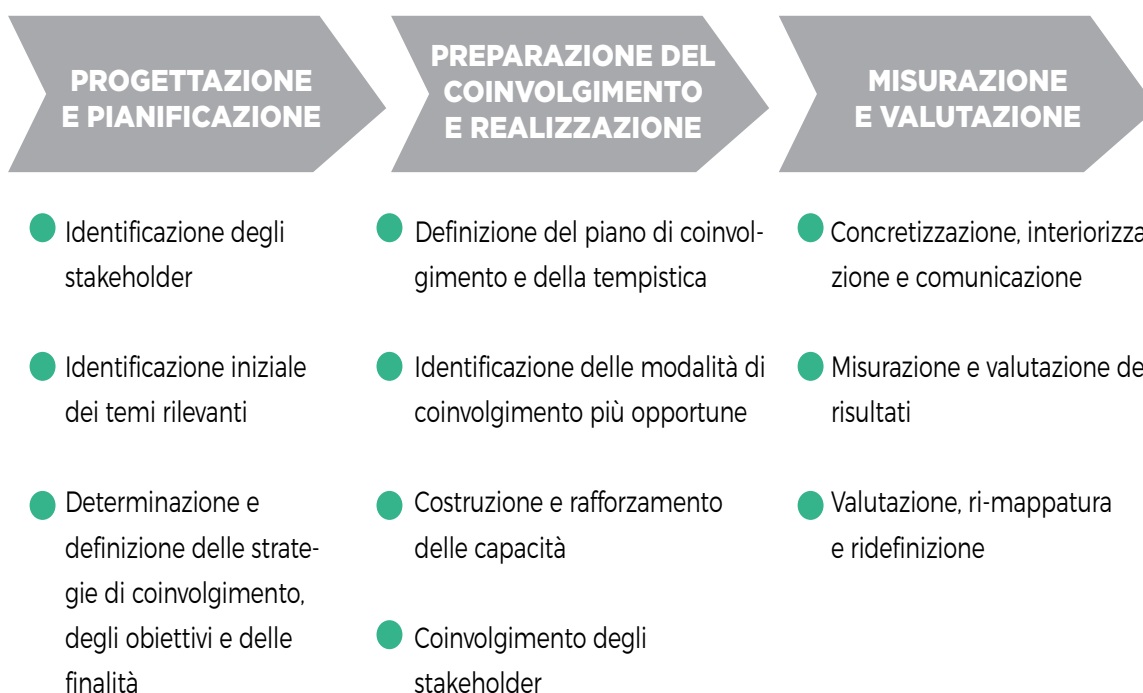 PROGETTAZIONE
E PIANIFICAZIONE
Identificazione degli
stakeholder
Identificazione iniziale
dei temi rilevanti
Determinazione e
definizione delle strate-
gie di coinvolgimento,
degli obiettivi e delle
finalità
PREPARAZIONE DEL
COINVOLGIMENTO
E REALIZZAZIONE
Definizione del piano di coinvol-
gimento e della tempistica
Identificazione delle modalità di
coinvolgimento più opportune
Costruzione e rafforzamento
delle capacità
Coinvolgimento degli
stakeholder
MISURAZIONE
E VALUTAZIONE
Concretizzazione, interiorizza
zione e comunicazione
Misurazione e valutazione de
risultati
Valutazione, ri-mappatura
e ridefinizione